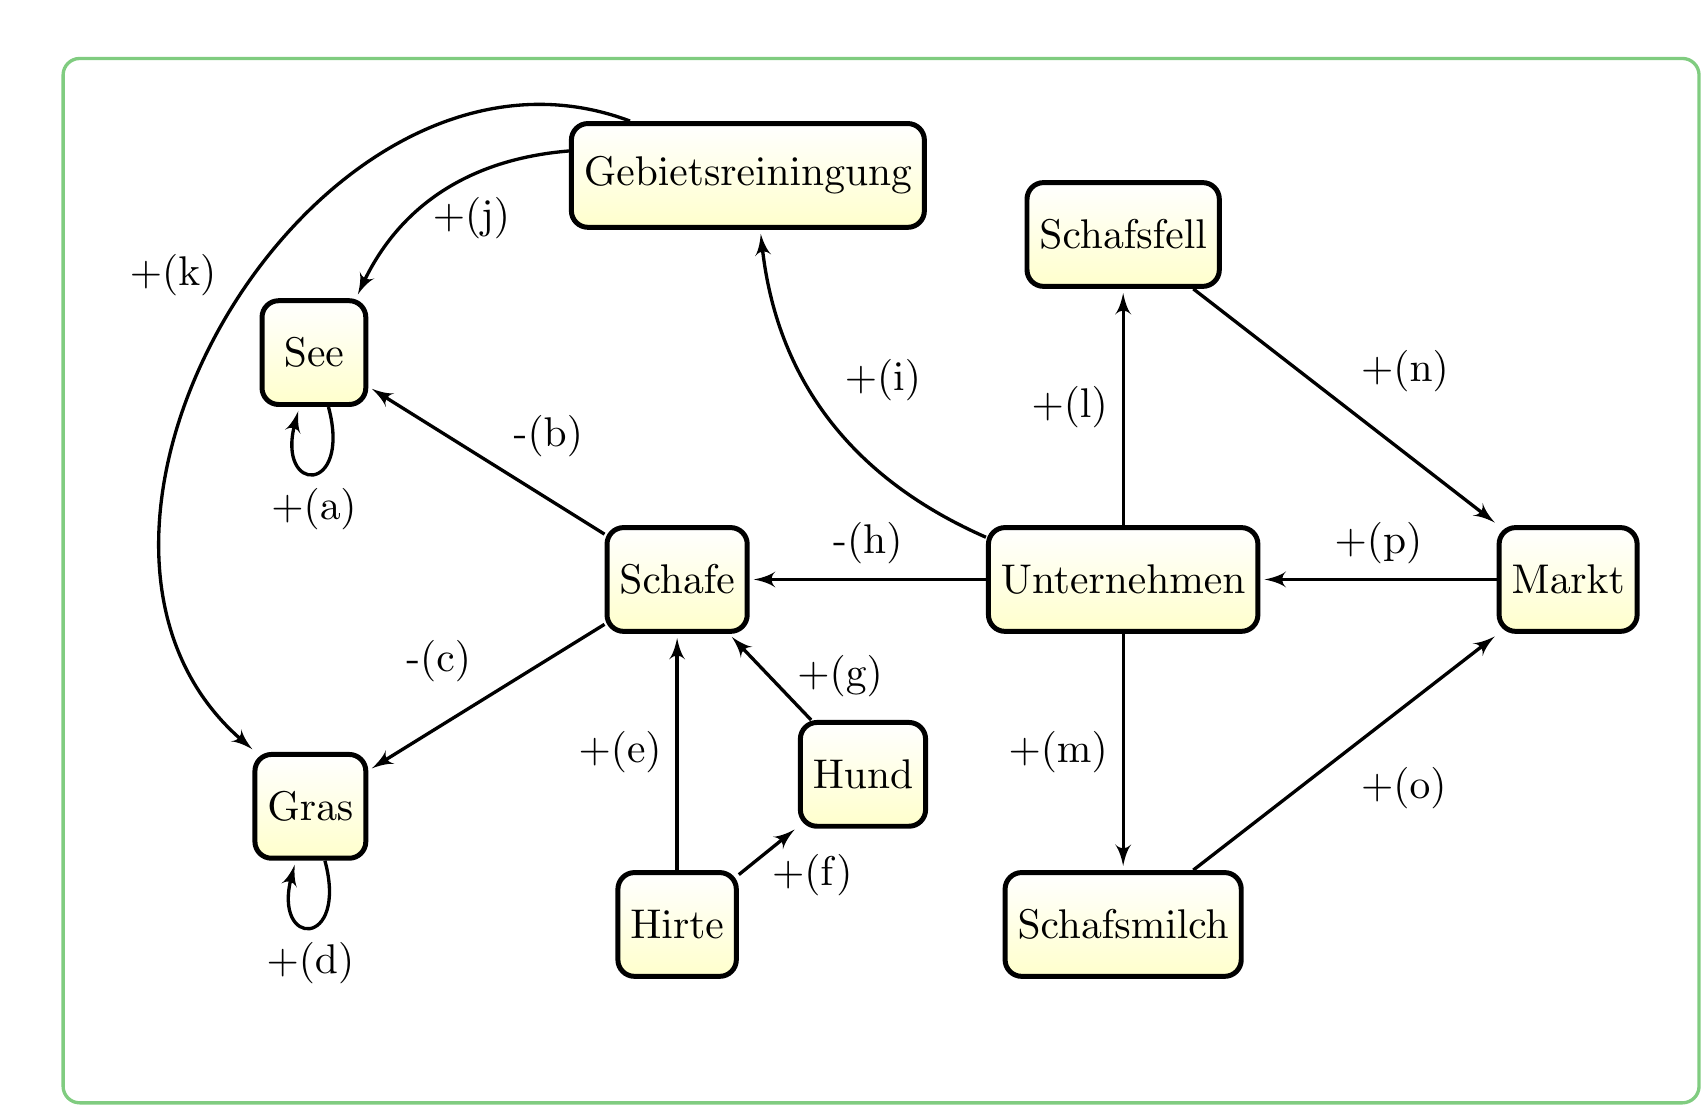 Gebietsreiningung
+(j)
Schafsfell
+(k)
See
+(n)
+(i)
+(l)
-(b)
+(a)
-(h)
+(p)
Schafe
Unternehmen
Markt
-(c)
+(g)
+(e)
+(m)
Hund
+(o)
Gras
+(f)
Hirte
Schafsmilch
+(d)